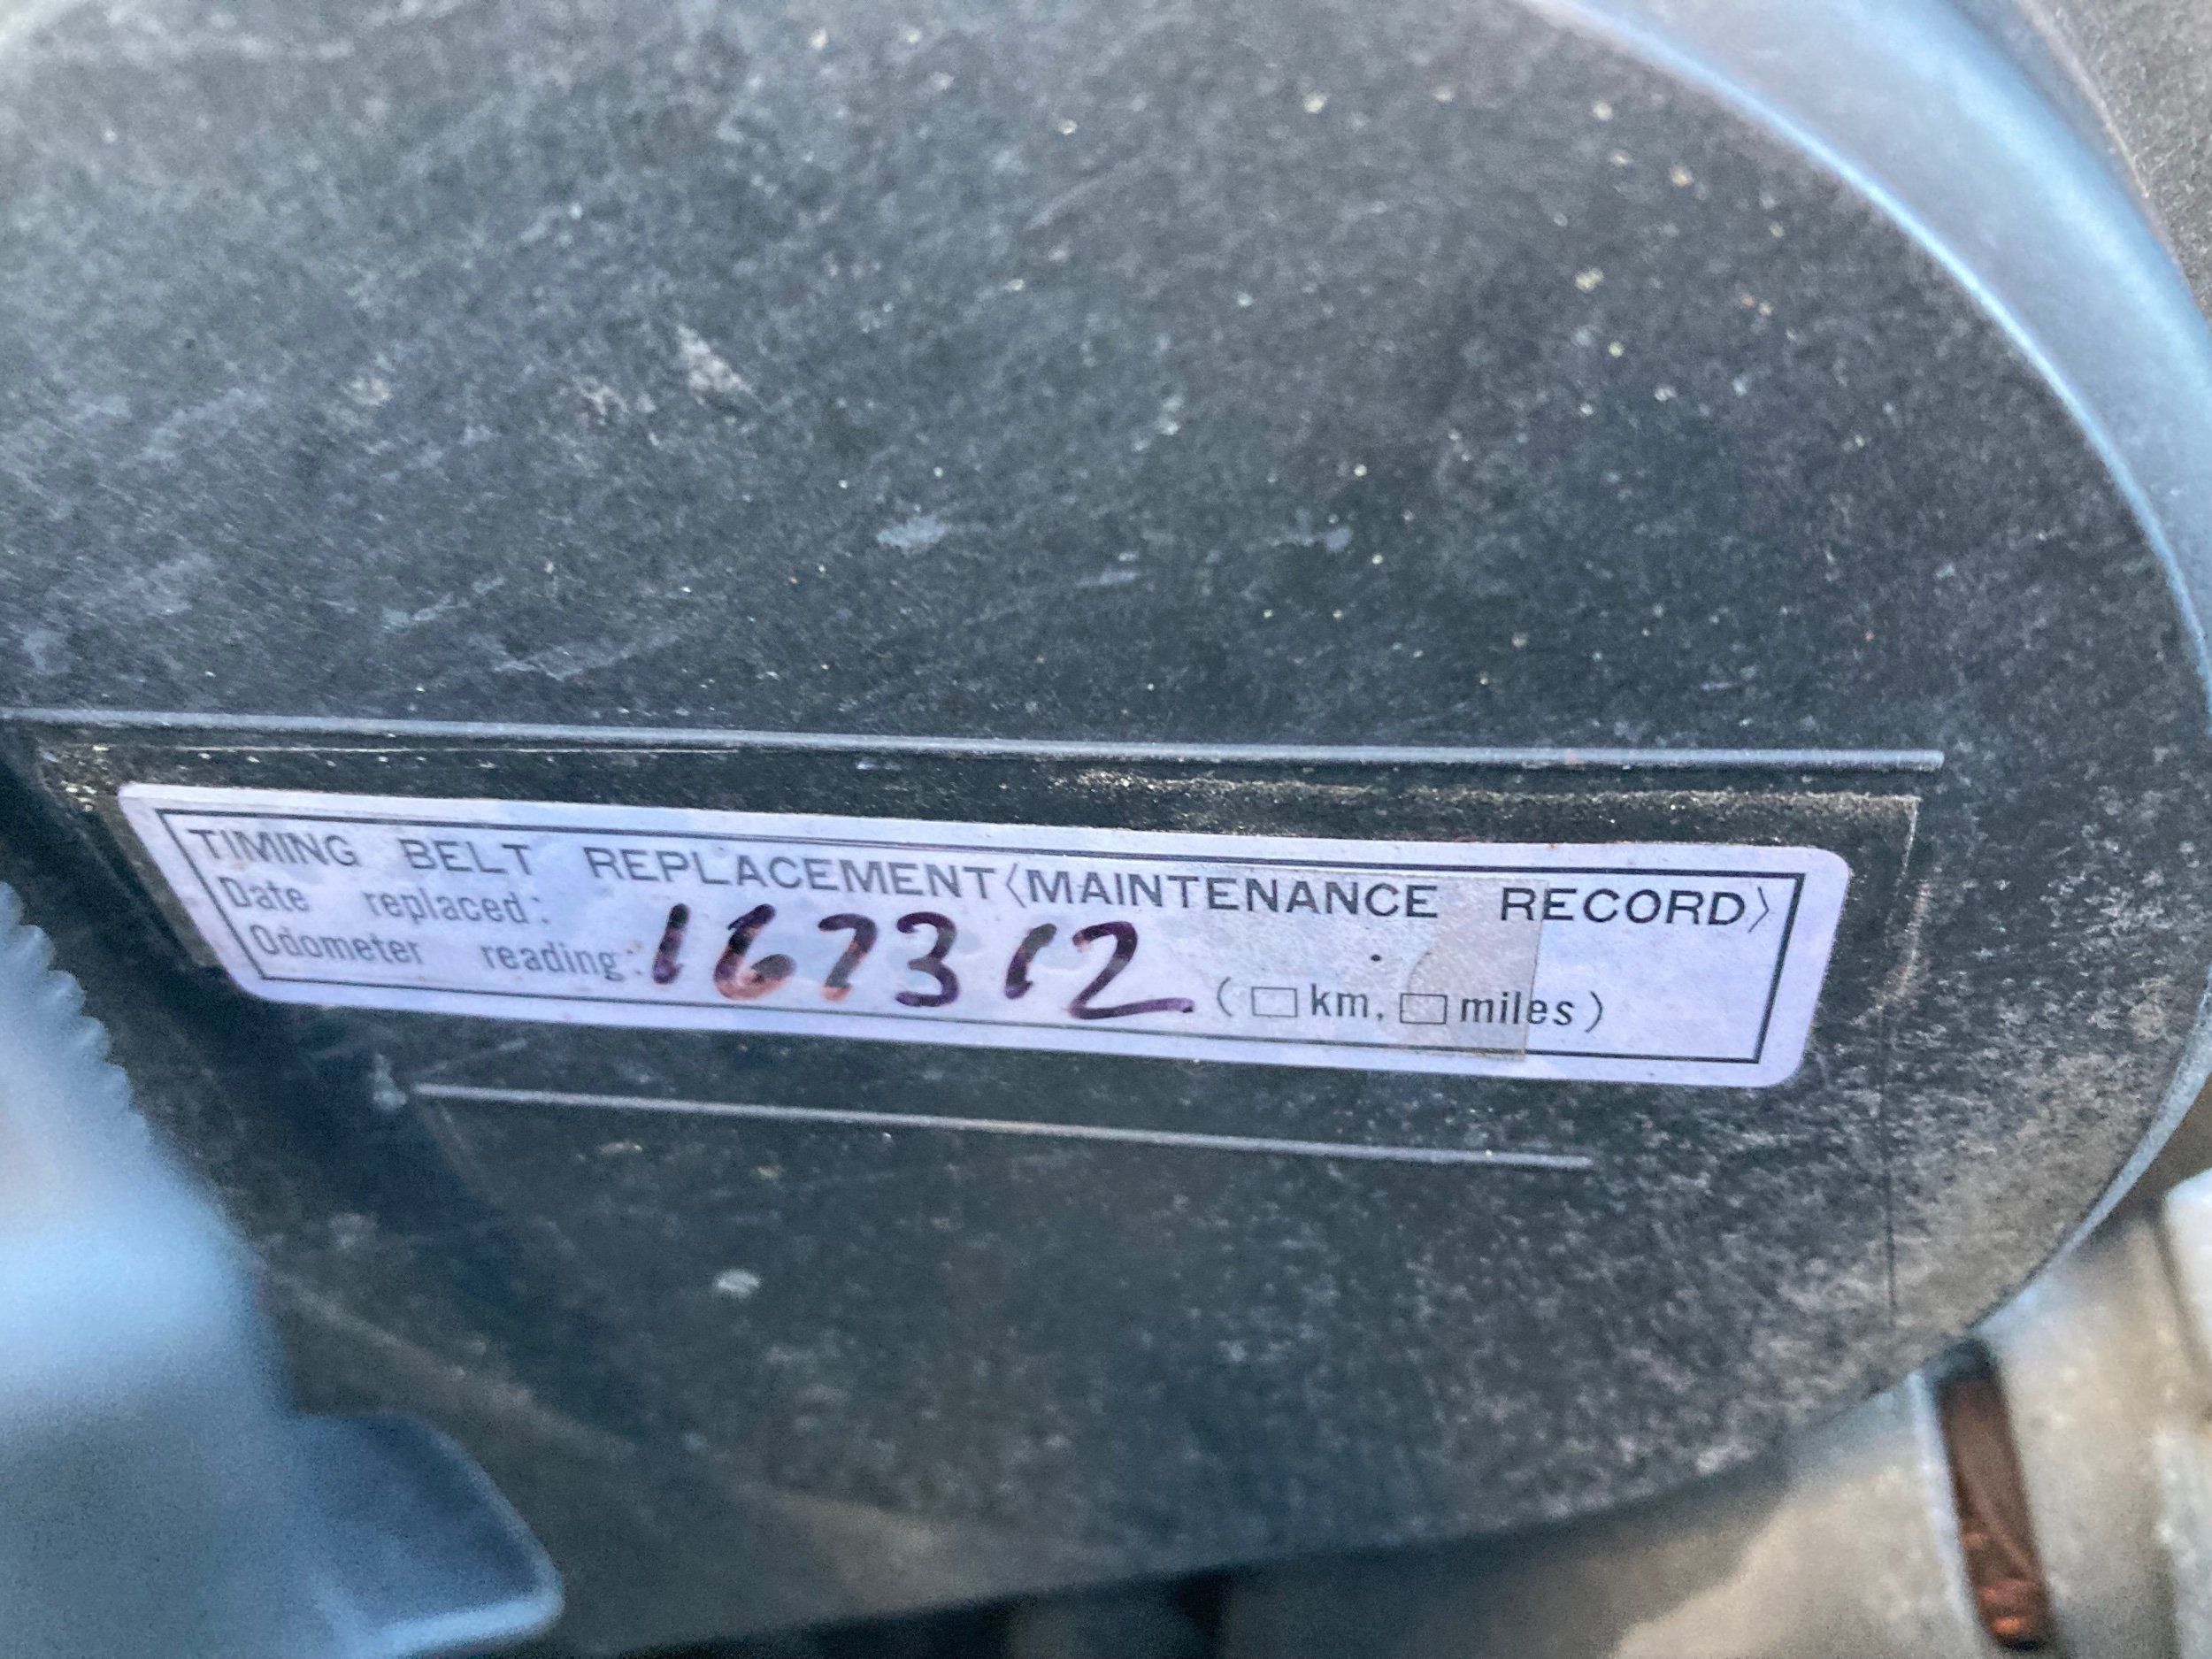 TIMING BELT REPLACEMENT〈MAINTENANCE RECORD〉
Date replaced:
Odometer reading: 167312 (□km, □miles)